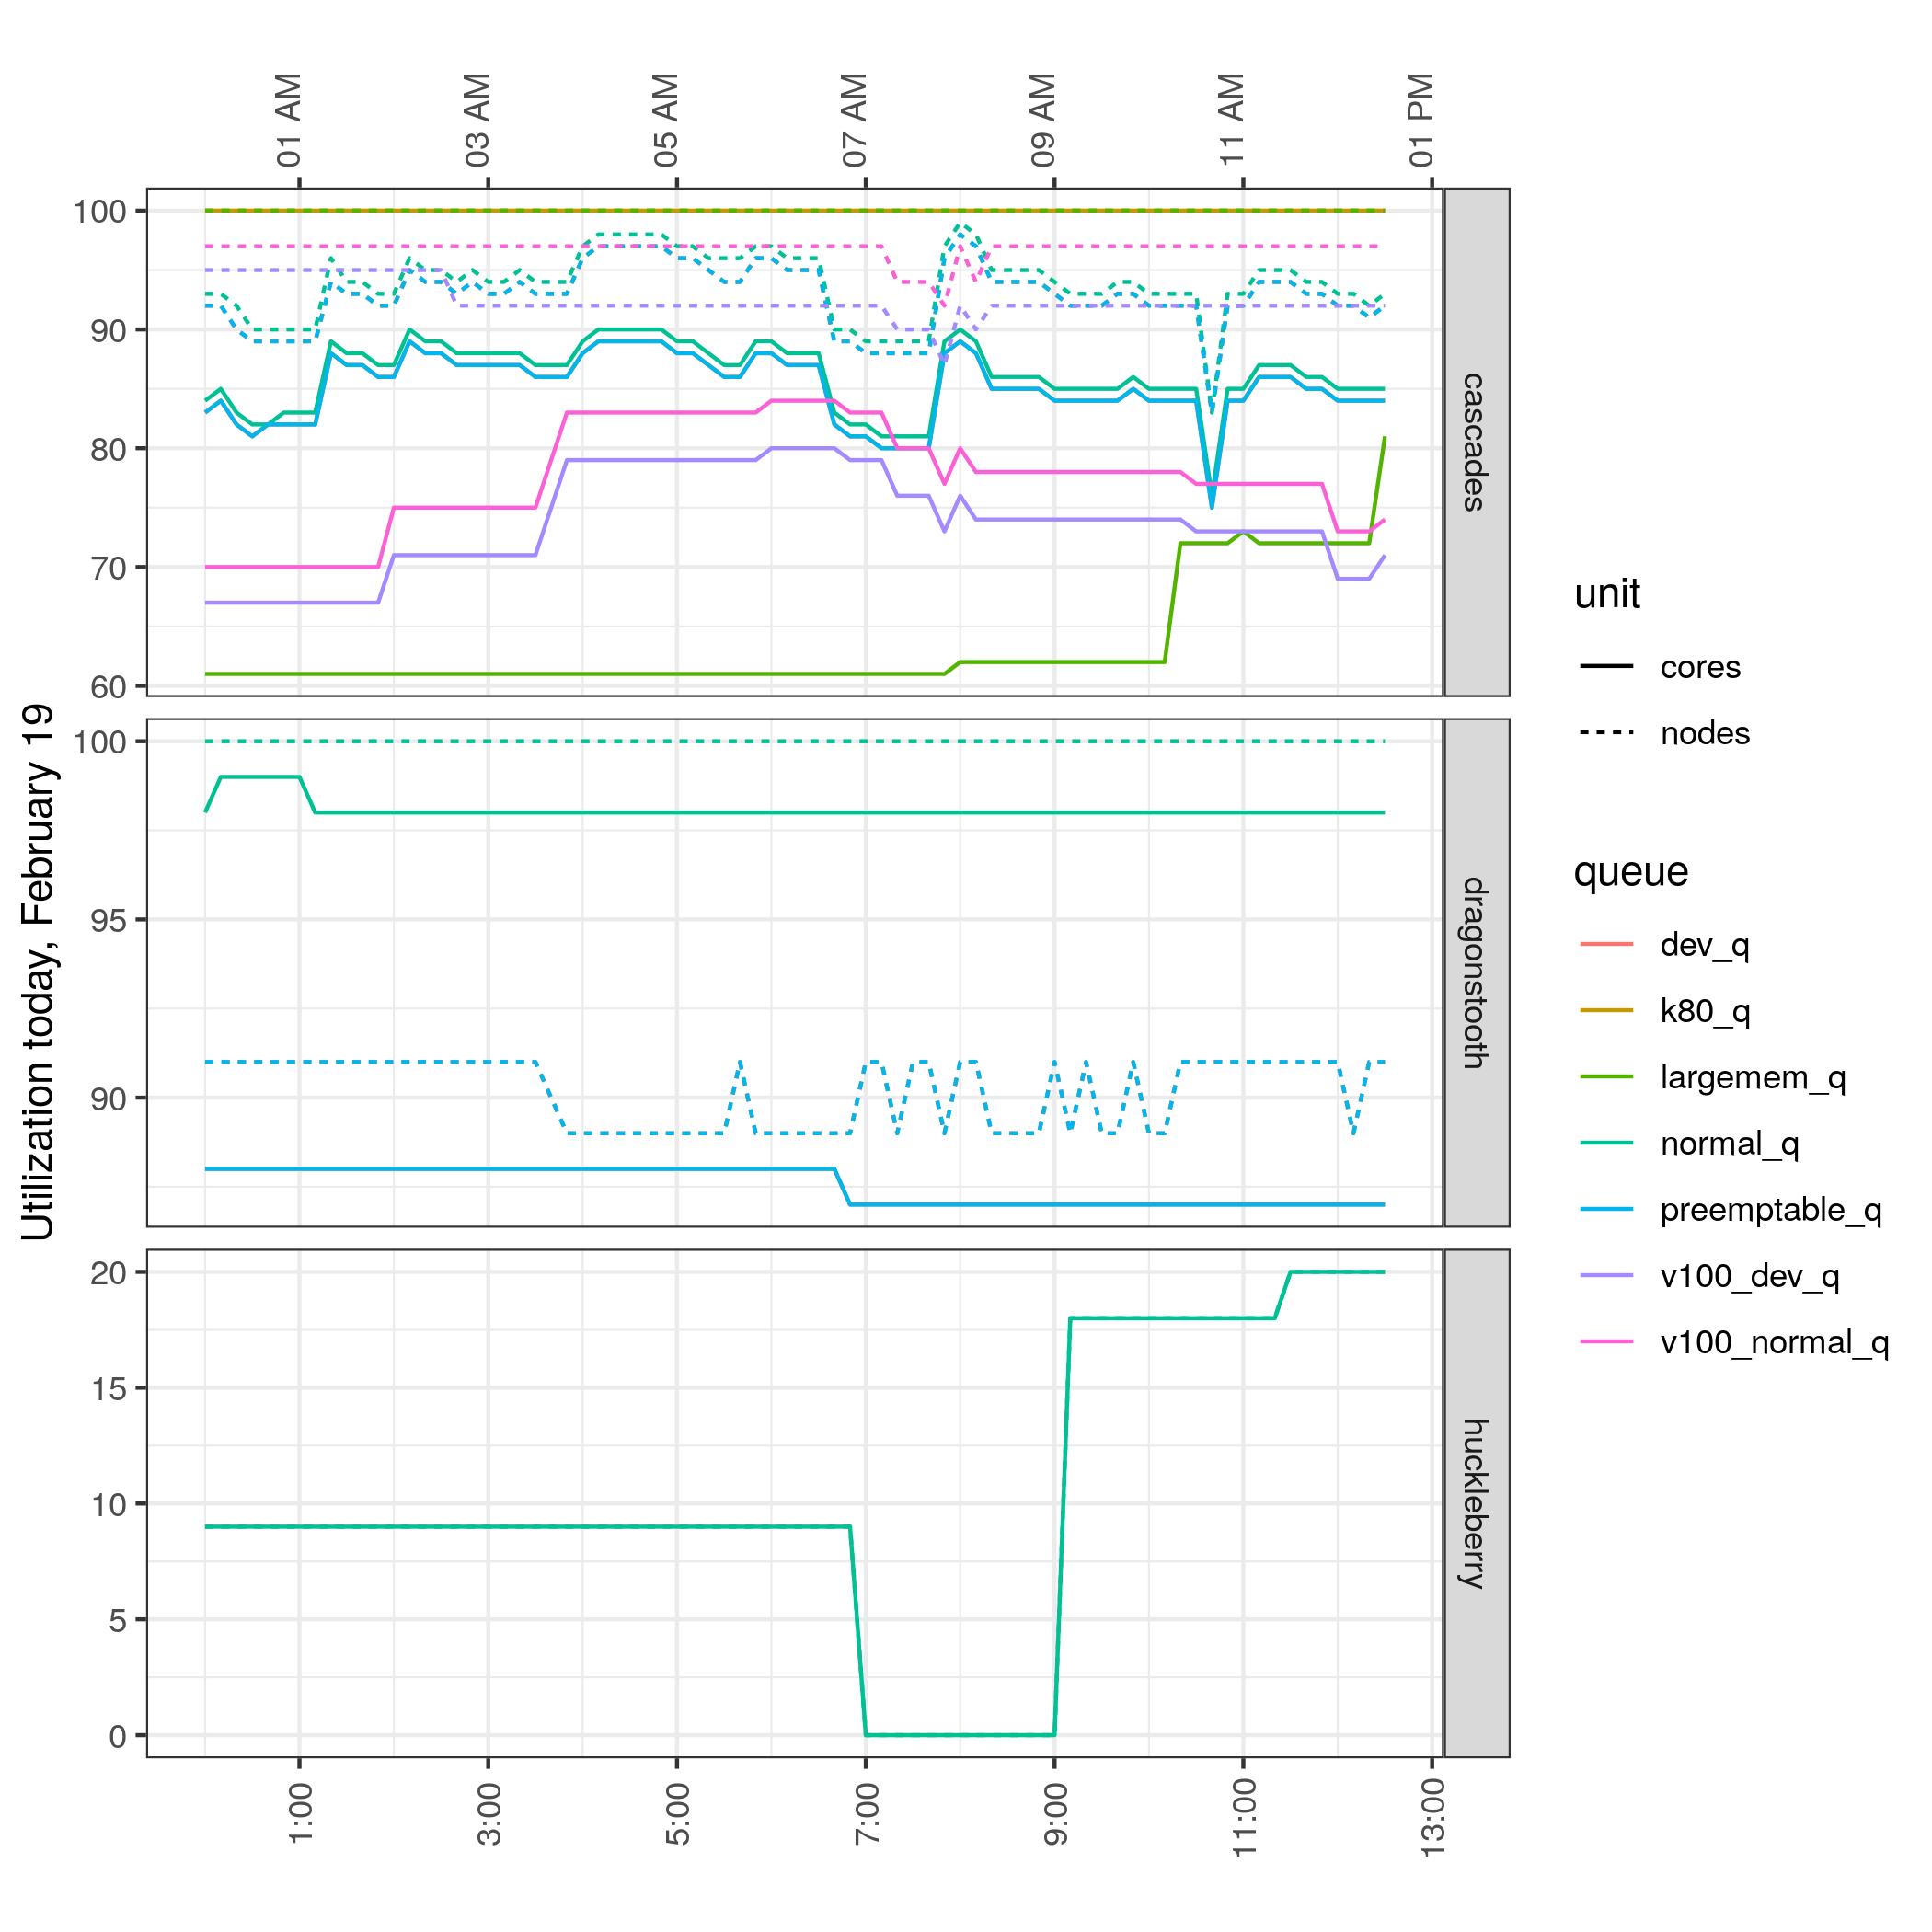 01 AM
03 AM
05 AM
07 AM
09 AM
11 AM
01 PM
100
90
80
70
60
cascades
100
95
90
dragonstooth
20
15
10
5
0
huckleberry
1:00
3:00
5:00
7:00
9:00
11:00
13:00
Utilization today, February 19
unit
cores
nodes
queue
dev_q
k80_q
largemem_q
normal_q
preemptable_q
v100_dev_q
v100_normal_q